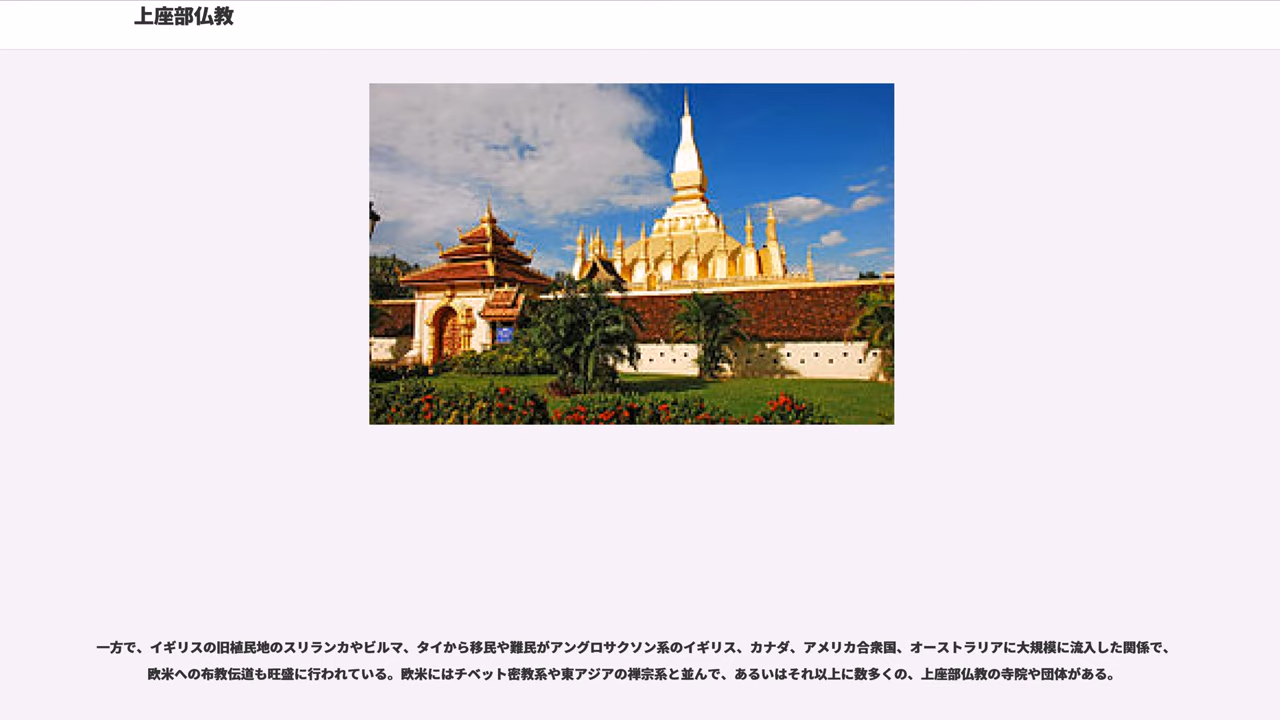 上座部仏教
一方で、イギリスの旧植民地のスリランカやビルマ、タイから移民や難民がアングロサクソン系のイギリス、カナダ、アメリカ合衆国、オーストラリアに大規模に流入した関係で、
欧米への布教伝道も旺盛に行われている。欧米にはチベット密教系や東アジアの禅宗系と並んで、あるいはそれ以上に数多くの、上座部仏教の寺院や団体がある。